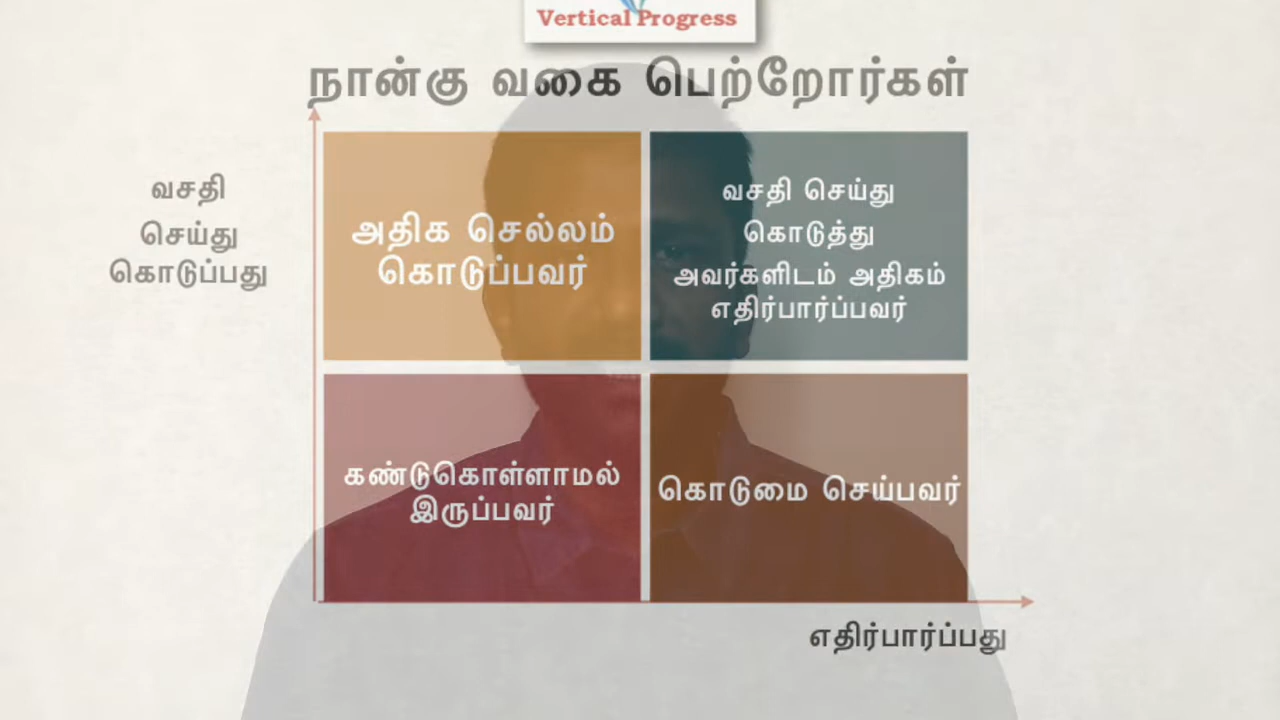 Vertical Progress
நான்கு வகை பெற்றோர்கள்
வசதி
செய்து
கொடுப்பது
அதிக செல்லம்
கொடுப்பவர்
வசதி செய்து
கொடுத்து
அவர்களிடம் அதிகம்
எதிர்பார்ப்பவர்
கண்டுகொள்ளாமல்
இருப்பவர்
கொடுமை செய்பவர்
எதிர்பார்ப்பது